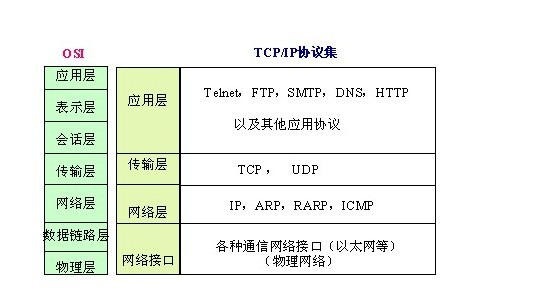 OSI
TCP/IP协议集
应用层
表示层
会话层
传输层
网络层
数据链路层
物理层
应用层
Telnet，FTP，SMTP，DNS，HTTP
以及其他应用协议
传输层
TCP， UDP
网络层
IP，ARP，RARP，ICMP
网络接口
各种通信网络接口（以太网等）
（物理网络）